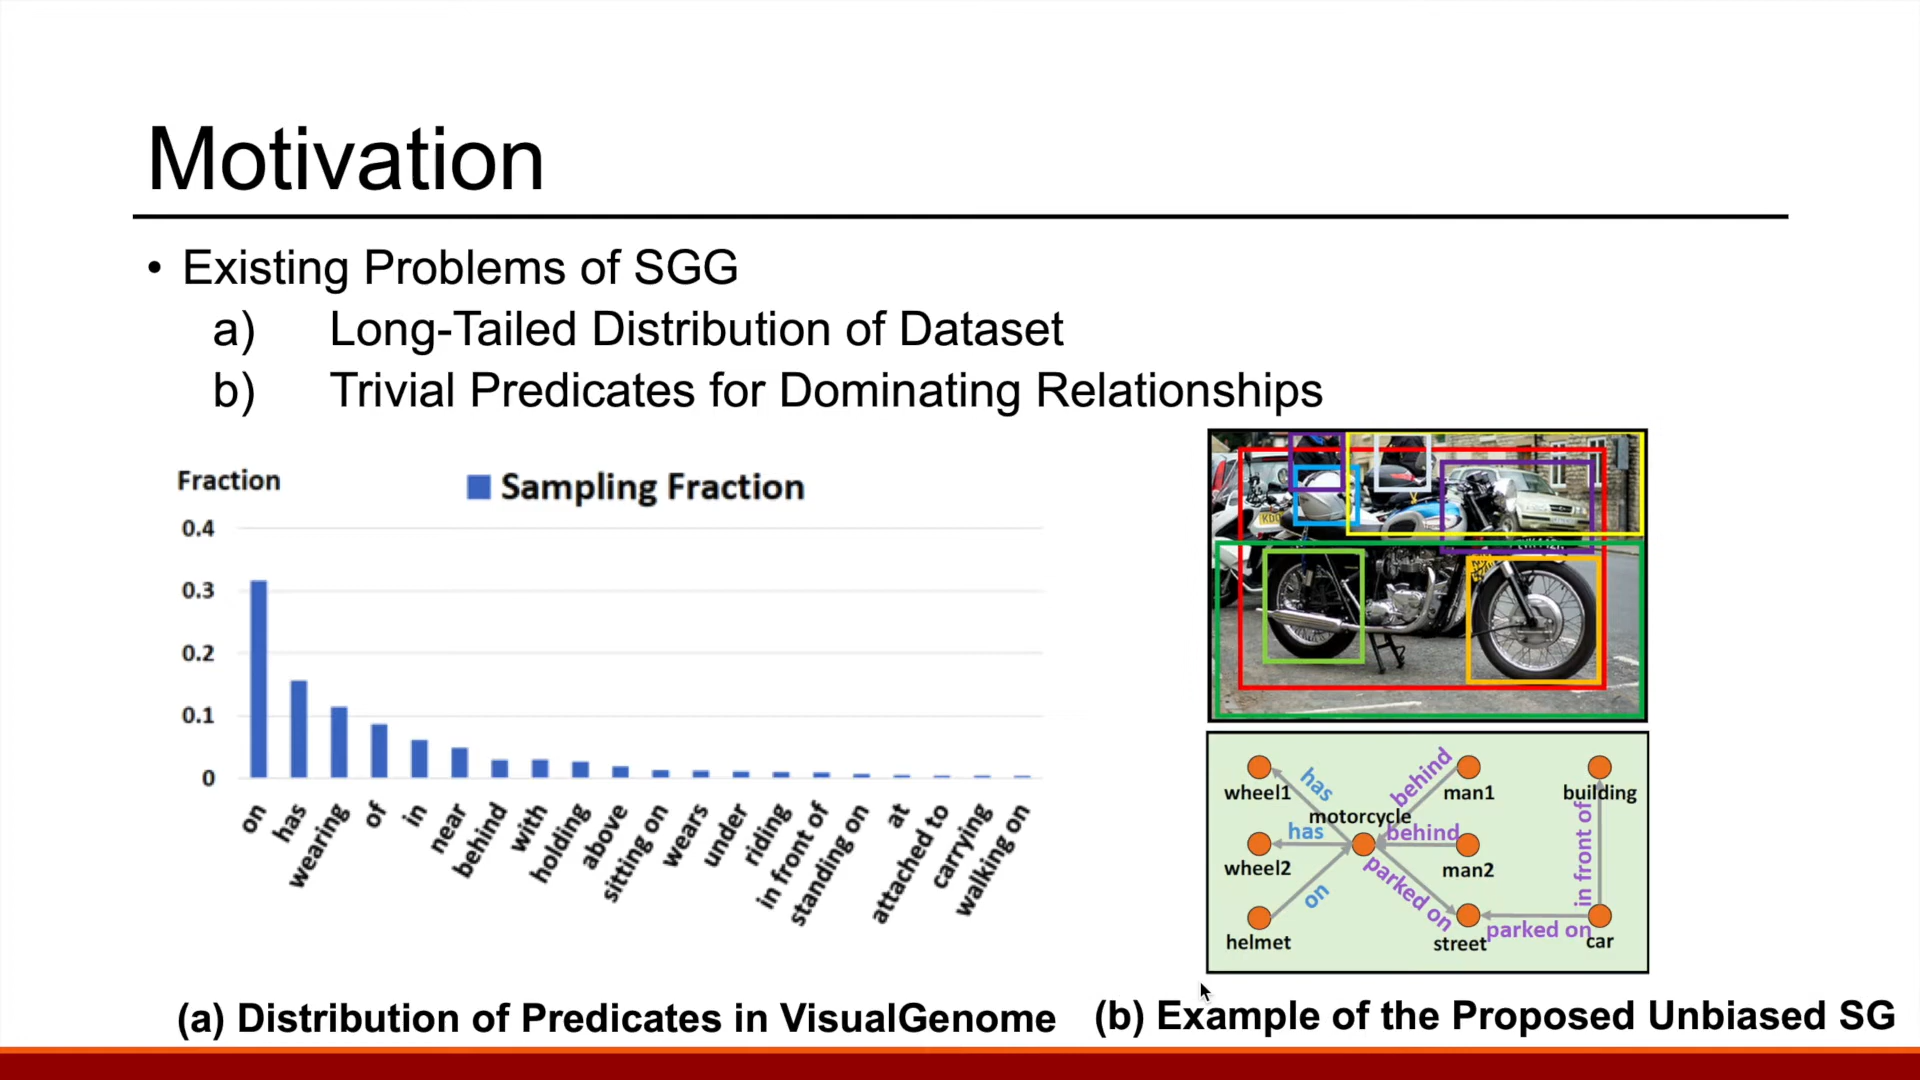 Motivation
• Existing Problems of SGG
a) Long-Tailed Distribution of Dataset
b) Trivial Predicates for Dominating Relationships
Fraction
Sampling Fraction
0.4
0.3
0.2
0.1
0
on
has
wearing
of
in
near
behind
with
holding
above
sitting on
wears
under
riding
in front of
standing on
at
attached to
carrying
walking on
wheel1
has
behind
man1
building
motorcycle
has
behind
wheel2
man2
in front of
on
parked on
helmet
street
parked on
car
(a) Distribution of Predicates in VisualGenome
(b) Example of the Proposed Unbiased SG